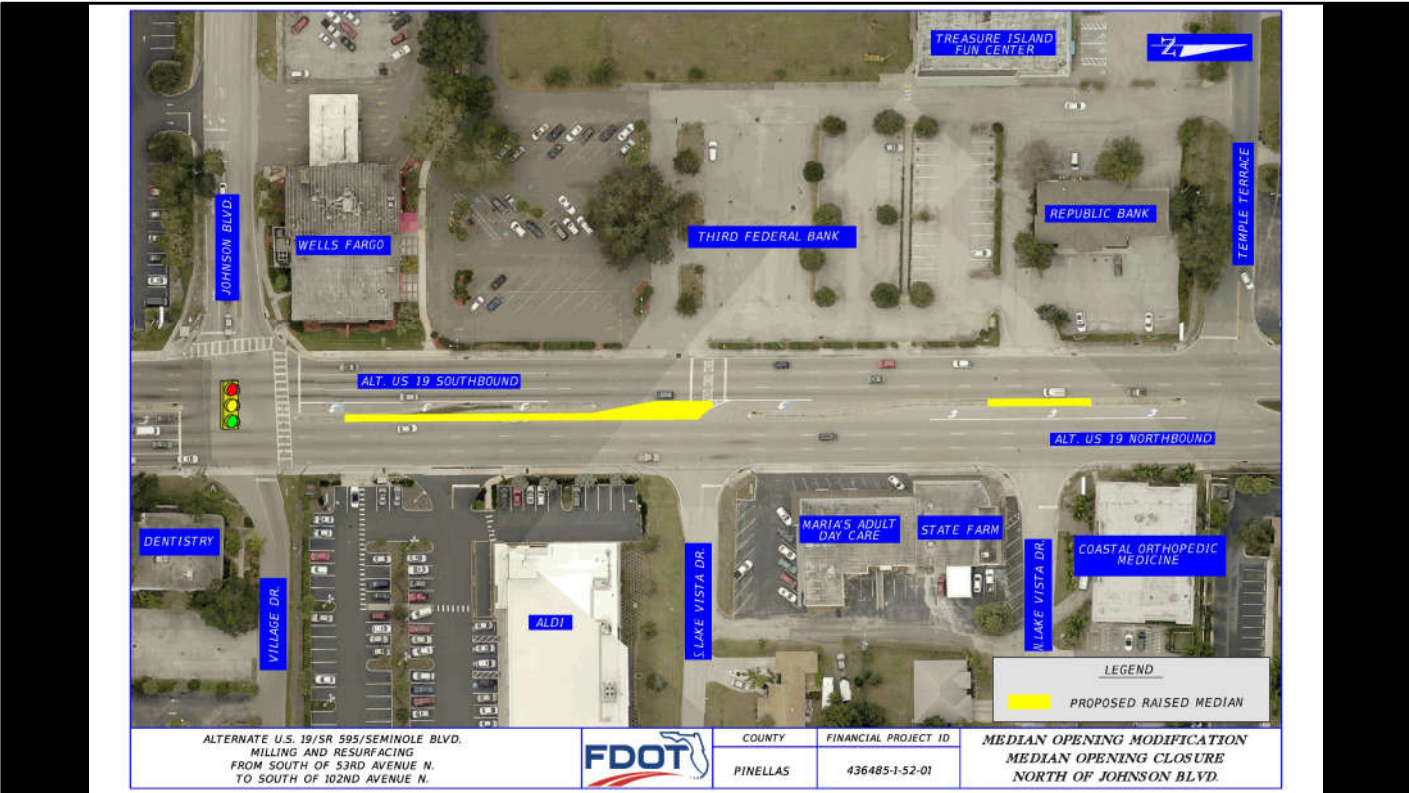 TREASURE ISLAND
FUN CENTER
N
JOHNSON BLVD.
WELLS FARGO
THIRD FEDERAL BANK
REPUBLIC BANK
TEMPLE TERRACE
ALT. US 19 SOUTHBOUND
ALT. US 19 NORTHBOUND
DENTISTRY
VILLAGE DR.
ALDI
S.LAKE VISTA DR.
MARIA'S ADULT
DAY CARE
STATE FARM
N.LAKE VISTA DR.
COASTAL ORTHOPEDIC
MEDICINE
LEGEND
PROPOSED RAISED MEDIAN
ALTERNATE U.S. 19/SR 595/SEMINOLE BLVD.
MILLING AND RESURFACING
FROM SOUTH OF 53RD AVENUE N.
TO SOUTH OF 102ND AVENUE N.
FDOT
COUNTY
PINELLAS
FINANCIAL PROJECT ID
436485-1-52-01
MEDIAN OPENING MODIFICATION
MEDIAN OPENING CLOSURE
NORTH OF JOHNSON BLVD.